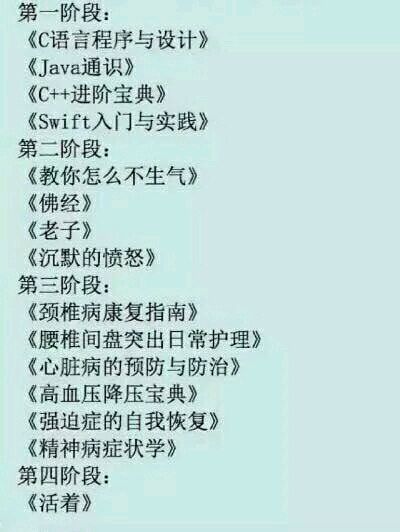 第一阶段：
《C语言程序与设计》
《Java通识》
《C++进阶宝典》
《Swift入门与实践》
第二阶段：
《教你怎么不生气》
《佛经》
《老子》
《沉默的愤怒》
第三阶段：
《颈椎病康复指南》
《腰椎间盘突出日常护理》
《心脏病的预防与防治》
《高血压降压宝典》
《强迫症的自我恢复》
《精神病症状学》
第四阶段：
《活着》